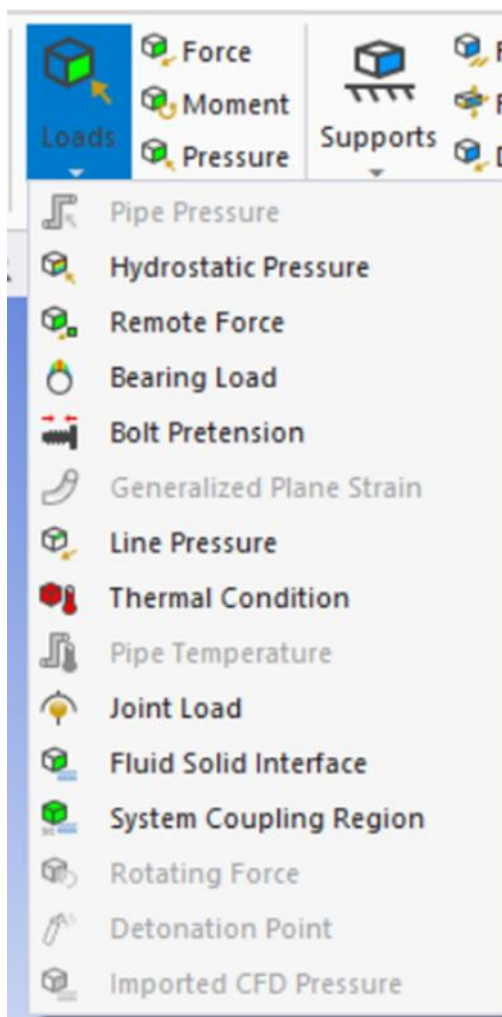 Loads
Force
Moment
Pressure
Supports
Pipe Pressure
Hydrostatic Pressure
Remote Force
Bearing Load
Bolt Pretension
Generalized Plane Strain
Line Pressure
Thermal Condition
Pipe Temperature
Joint Load
Fluid Solid Interface
System Coupling Region
Rotating Force
Detonation Point
Imported CFD Pressure